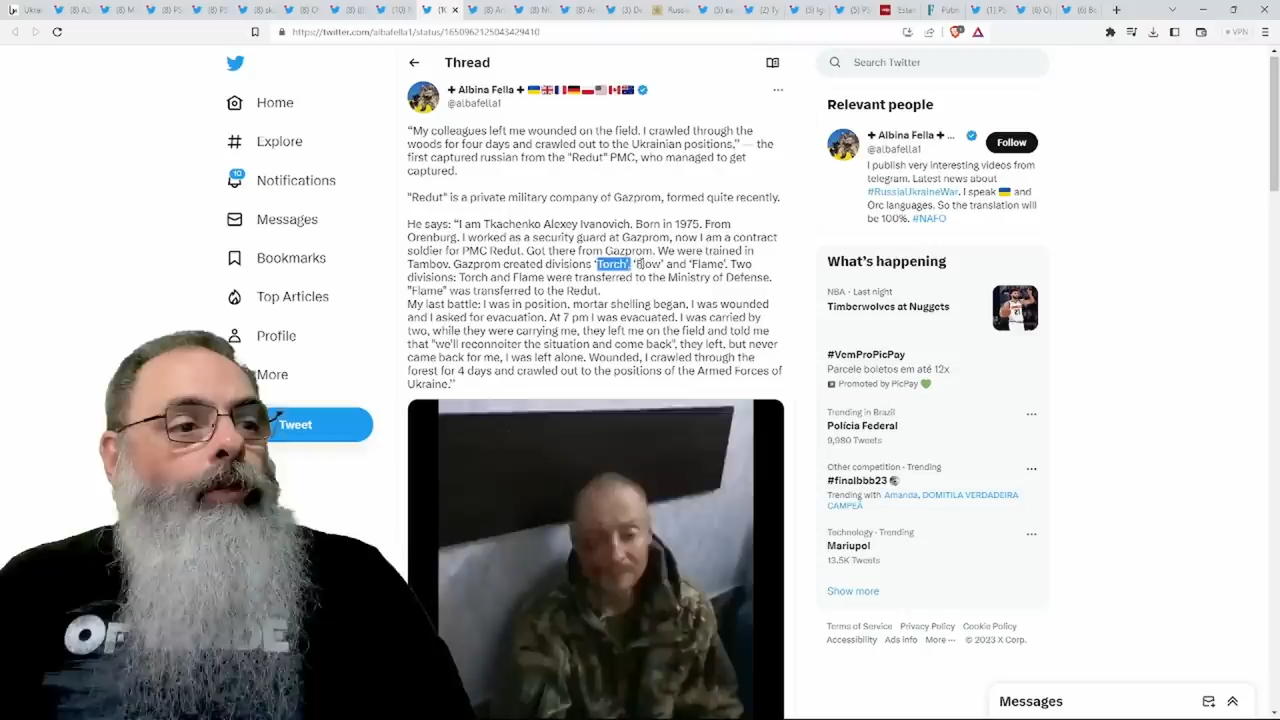 https://twitter.com/albafella1/status/1650962125043429410
VPN
Home
Explore
10
Notifications
Messages
Bookmarks
Top Articles
Profile
More
Tweet
Thread
Albina Fella
@albafella1
“My colleagues left me wounded on the field. I crawled through the
woods for four days and crawled out to the Ukrainian positions,” — the
first captured russian from the "Redut" PMC, who managed to get
captured.
"Redut" is a private military company of Gazprom, formed quite recently.
He says: “I am Tkachenko Alexey Ivanovich. Born in 1975. From
Orenburg. I worked as a security guard at Gazprom, now I am a contract
soldier for PMC Redut. Got there from Gazprom. We were trained in
Tambov. Gazprom created divisions ‘Torch’, and ‘Flame’. Two
divisions: Torch and Flame were transferred to the Ministry of Defense.
"Flame" was transferred to the Redut.
My last battle: I was in position, mortar shelling began, I was wounded
and I asked for evacuation. At 7 pm I was evacuated. I was carried by
two, while they were carrying me, they left me on the field and told me
that "we'll reconnoiter the situation and come back", they left, but never
came back for me, I was left alone. Wounded, I crawled through the
forest for 4 days and crawled out to the positions of the Armed Forces of
Ukraine.”
Search Twitter
Relevant people
Albina Fella + ...
@albafella1
Follow
I publish very interesting videos from
telegram. Latest news about
#RussiaUkraineWar. I speak and
Orc languages. So the translation will
be 100%. #NAFO
What's happening
NBA · Last night
Timberwolves at Nuggets
#VemProPicPay
Parcele boletos em até 12x
Promoted by PicPay
Trending in Brazil
Polícia Federal
9,980 Tweets
Other competition · Trending
#finalbbb23
Trending with Amanda, DOMITILA VERDADEIRA
CAMPEÃ
Technology · Trending
Mariupol
13.5K Tweets
Show more
Terms of Service Privacy Policy Cookie Policy
Accessibility Ads info More ··· © 2023 X Corp.
Messages